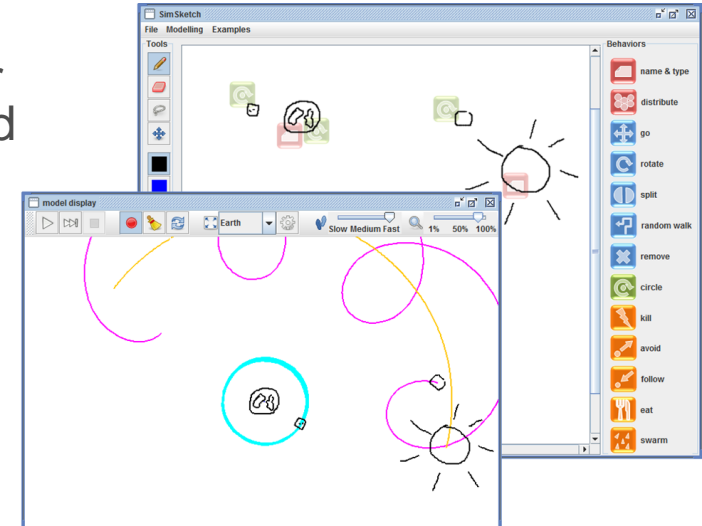 SimSketch
File Modelling Examples
Tools
Behaviors
name & type
distribute
go
rotate
split
random walk
remove
circle
kill
avoid
follow
eat
swarm
d
model display
Earth
Slow Medium Fast
1% 50% 100%